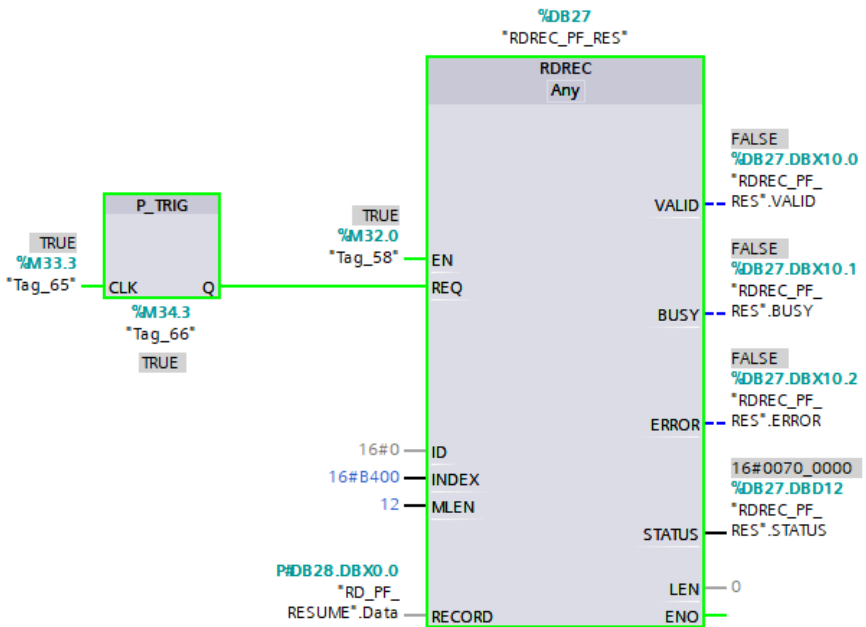 %DB27
"RDREC_PF_RES"
RDREC
Any
FALSE
%DB27.DBX10.0
"RDREC_PF_
RES".VALID
VALID
P_TRIG
TRUE
%M33.3
"Tag_65"
CLK
Q
%M34.3
"Tag_66"
TRUE
TRUE
%M32.0
"Tag_58"
EN
REQ
FALSE
%DB27.DBX10.1
"RDREC_PF_
RES".BUSY
BUSY
FALSE
%DB27.DBX10.2
"RDREC_PF_
RES".ERROR
ERROR
16#0
ID
16#B400
INDEX
12
MLEN
16#0070_0000
%DB27.DBD12
"RDREC_PF_
RES".STATUS
STATUS
P#DB28.DBX0.0
"RD_PF_
RESUME".Data
RECORD
LEN
0
ENO